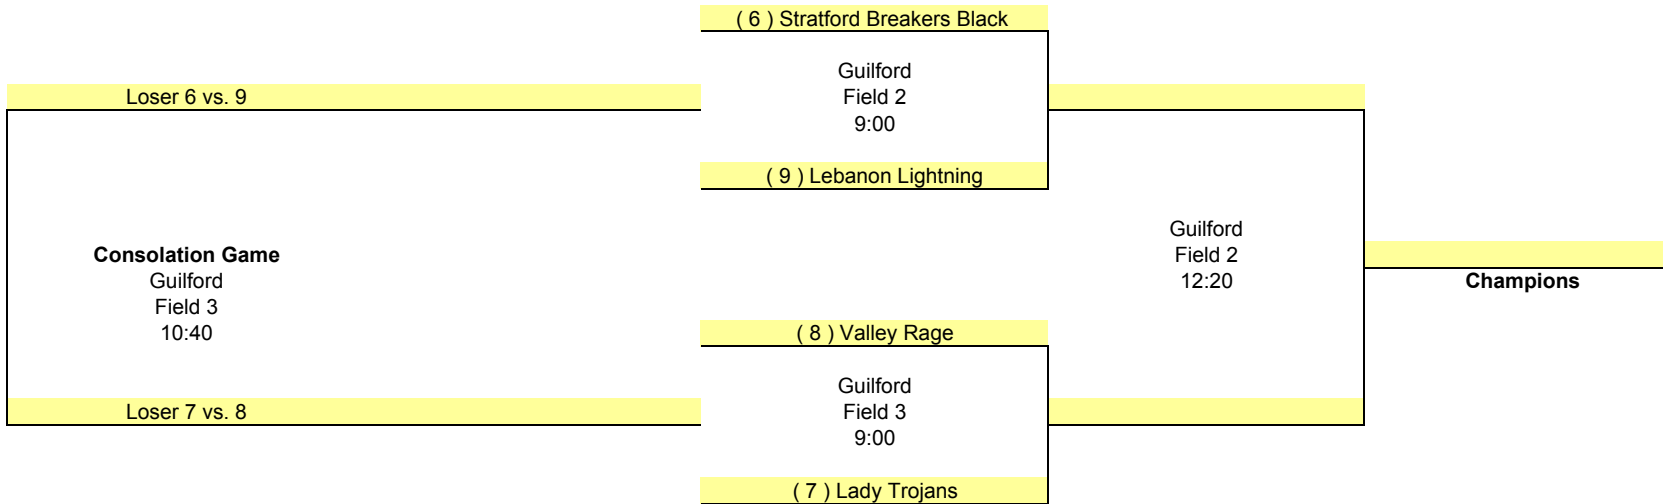 ( 6 ) Stratford Breakers Black
Guilford
Field 2
9:00
Loser 6 vs. 9
( 9 ) Lebanon Lightning
Consolation Game
Guilford
Field 3
10:40
Guilford
Field 2
12:20
Champions
( 8 ) Valley Rage
Guilford
Field 3
9:00
Loser 7 vs. 8
( 7 ) Lady Trojans